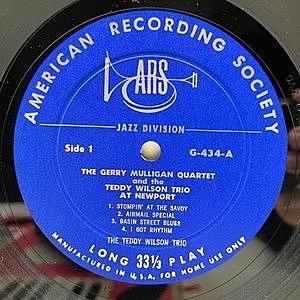 AMERICAN RECORDING SOCIETY
ARS
JAZZ DIVISION
Side 1
G-434-A
THE GERRY MULLIGAN QUARTET
and the
TEDDY WILSON TRIO
AT NEWPORT
1. STOMPIN' AT THE SAVOY
2. AIRMAIL SPECIAL
3. BASIN STREET BLUES
4. I GOT RHYTHM
THE TEDDY WILSON TRIO
LONG 33⅓ PLAY
MANUFACTURED IN U.S.A. FOR HOME USE ONLY